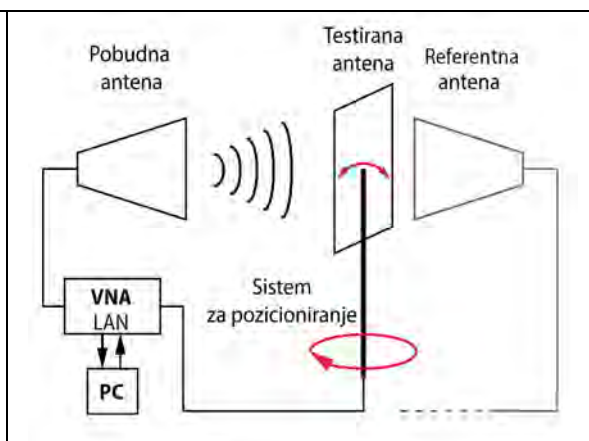 Pobudna
antena
Testirana
antena
Referentna
antena
VNA
LAN
PC
Sistem
za pozicioniranje